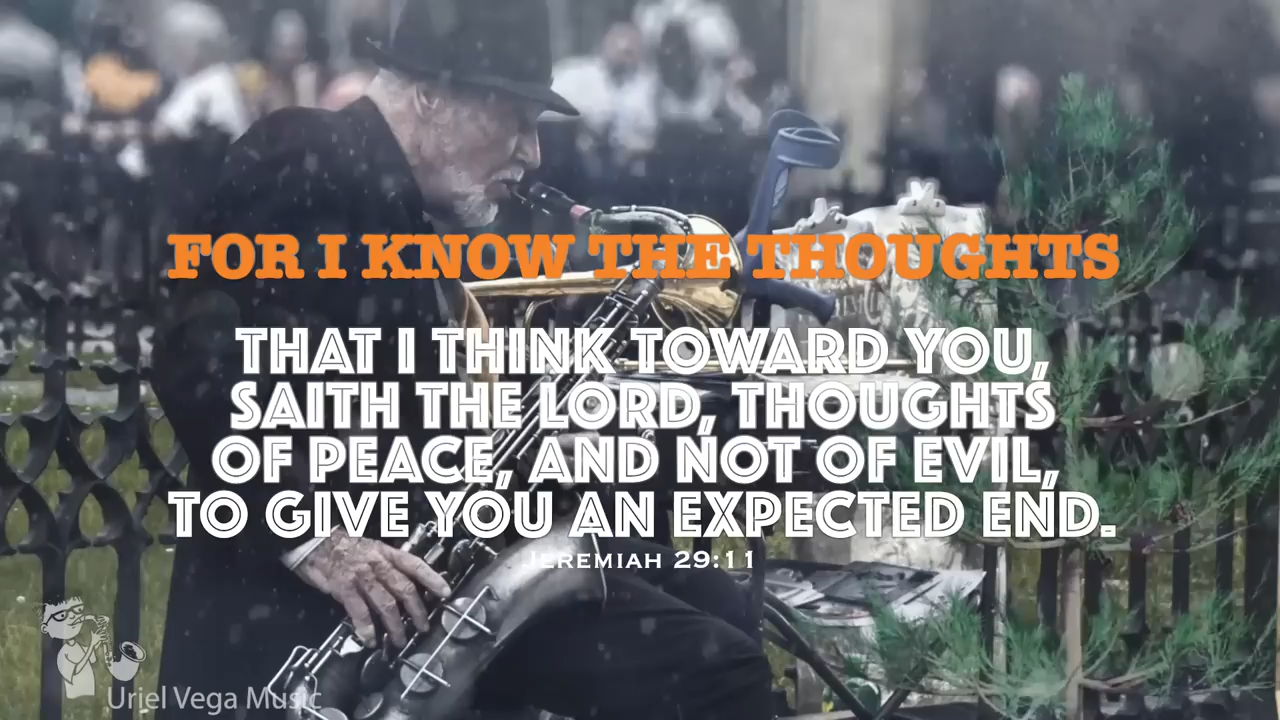 FOR I KNOW THE THOUGHTS
THAT I THINK TOWARD YOU,
SAITH THE LORD, THOUGHTS
OF PEACE, AND NOT OF EVIL,
TO GIVE YOU AN EXPECTED END.
JEREMIAH 29:11
Uriel Vega Music